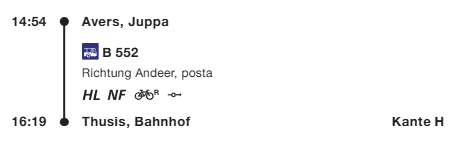 14:54 Avers, Juppa
B 552
Richtung Andeer, posta
HL NF R
16:19 Thusis, Bahnhof Kante H